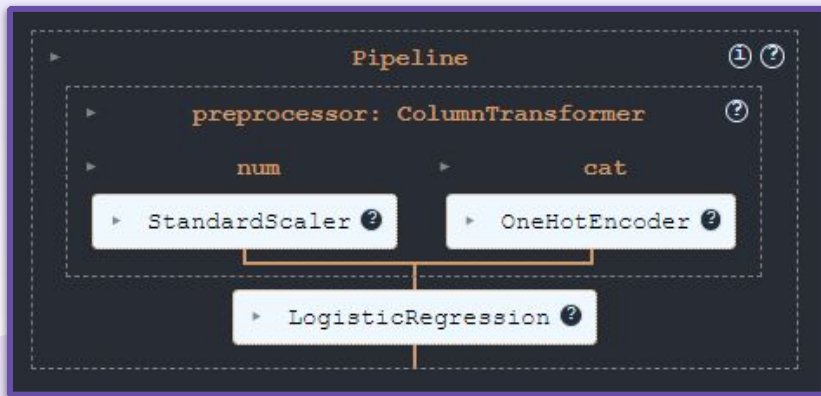 Pipeline i ?
preprocessor: ColumnTransformer ?
num cat
StandardScaler ? OneHotEncoder ?
LogisticRegression ?